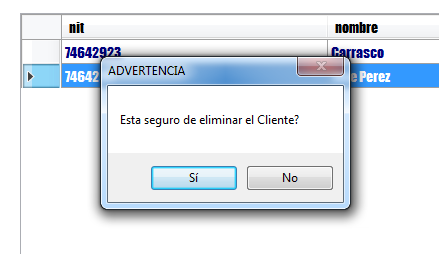 nit nombre
74642923 Carrasco
74642 Perez
ADVERTENCIA
Esta seguro de eliminar el Cliente?
Sí No